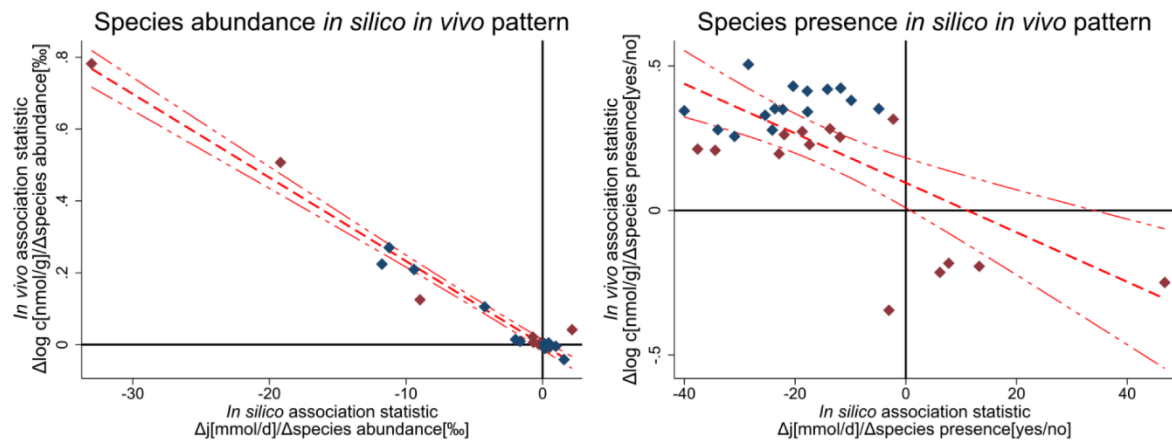 Species abundance in silico in vivo pattern
In vivo association statistic
Δlog c[nmol/g]/Δspecies abundance[‰]
.8
.6
.4
.2
0
-30
-20
-10
0
In silico association statistic
Δj[mmol/d]/Δspecies abundance[‰]
Species presence in silico in vivo pattern
In vivo association statistic
Δlog c[nmol/g]/Δspecies presence[yes/no]
.5
0
-.5
-40
-20
0
20
40
In silico association statistic
Δj[mmol/d]/Δspecies presence[yes/no]